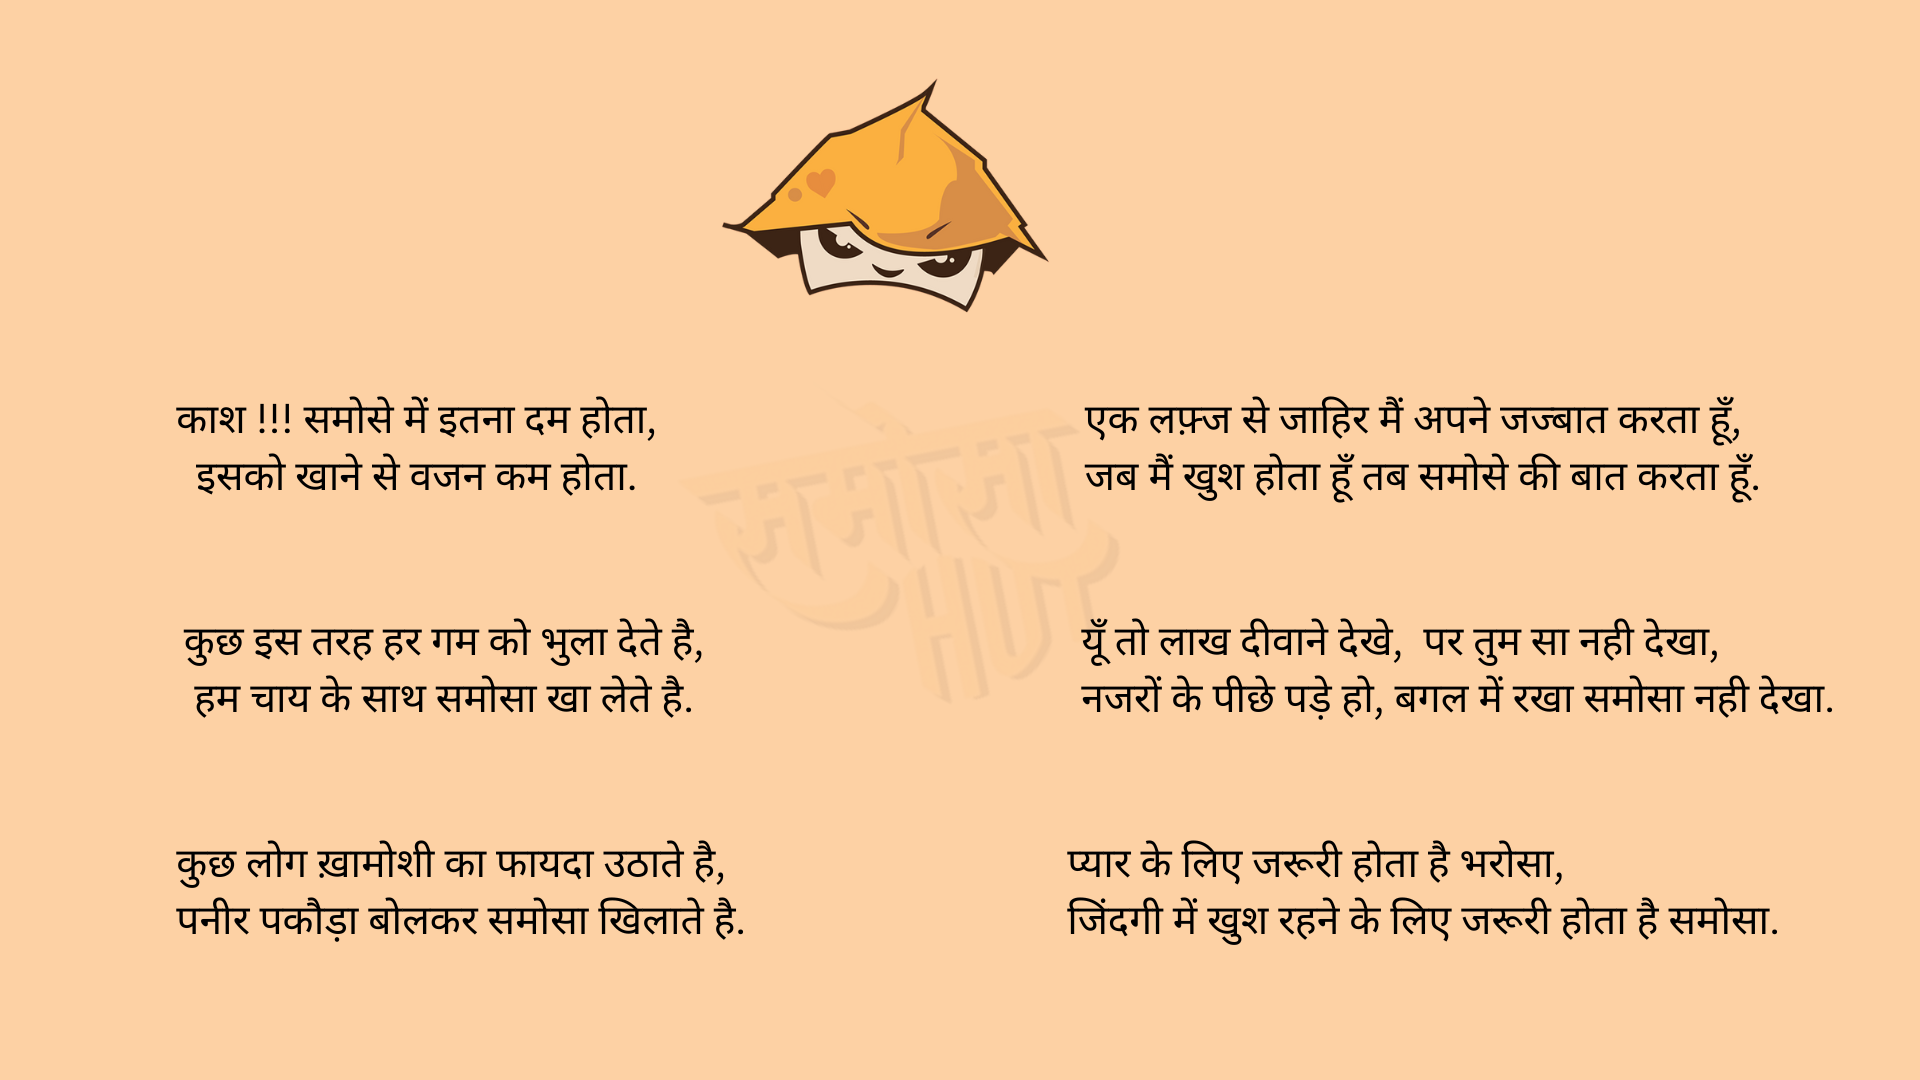 काश !!! समोसे में इतना दम होता,
इसको खाने से वजन कम होता.
एक लफ़्ज से जाहिर मैं अपने जज्बात करता हूँ,
जब मैं खुश होता हूँ तब समोसे की बात करता हूँ.
समोसा
HUT
कुछ इस तरह हर गम को भुला देते है,
हम चाय के साथ समोसा खा लेते है.
यूँ तो लाख दीवाने देखे, पर तुम सा नही देखा,
नजरों के पीछे पड़े हो, बगल में रखा समोसा नही देखा.
कुछ लोग ख़ामोशी का फायदा उठाते है,
पनीर पकौड़ा बोलकर समोसा खिलाते है.
प्यार के लिए जरूरी होता है भरोसा,
जिंदगी में खुश रहने के लिए जरूरी होता है समोसा.